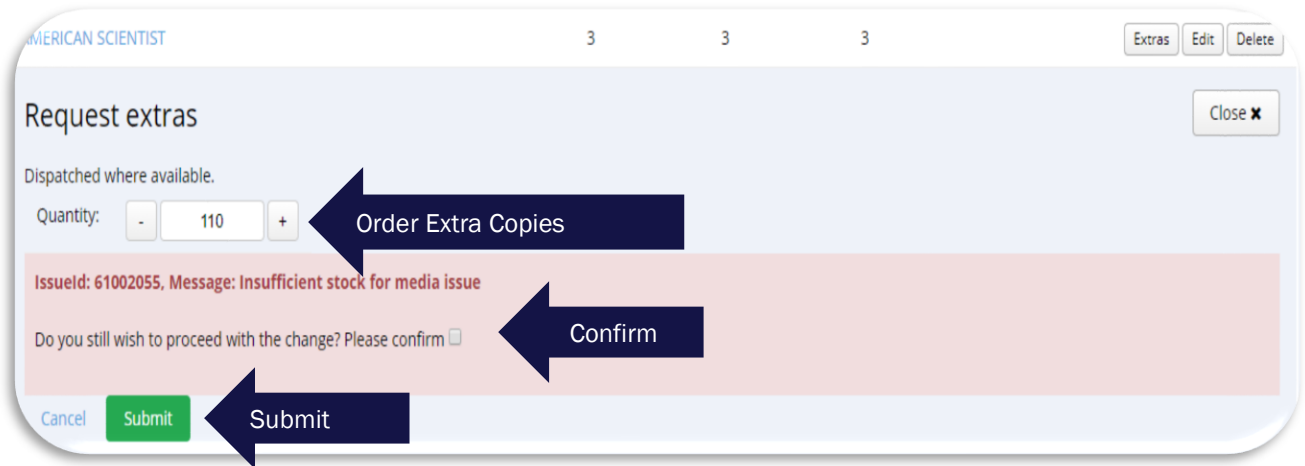 AMERICAN SCIENTIST 3 3 3 Extras Edit Delete
Request extras Close ✖
Dispatched where available.
Quantity: - 110 + Order Extra Copies
IssueId: 61002055, Message: Insufficient stock for media issue
Do you still wish to proceed with the change? Please confirm Confirm
Cancel Submit Submit